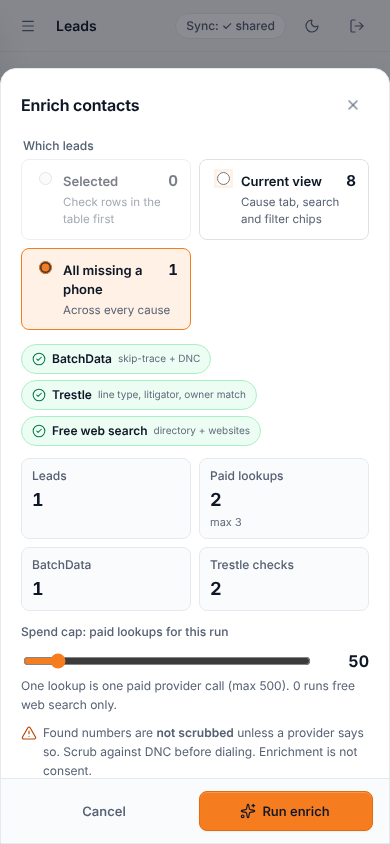 Leads
Sync: ✓ shared
Enrich contacts
Which leads
Selected 0
Check rows in the
table first
Current view 8
Cause tab, search
and filter chips
All missing a 1
phone
Across every cause
BatchData skip-trace + DNC
Trestle line type, litigator, owner match
Free web search directory + websites
Leads
1
Paid lookups
2
max 3
BatchData
1
Trestle checks
2
Spend cap: paid lookups for this run
50
One lookup is one paid provider call (max 500). 0 runs free
web search only.
Found numbers are not scrubbed unless a provider says
so. Scrub against DNC before dialing. Enrichment is not
consent.
Cancel
Run enrich